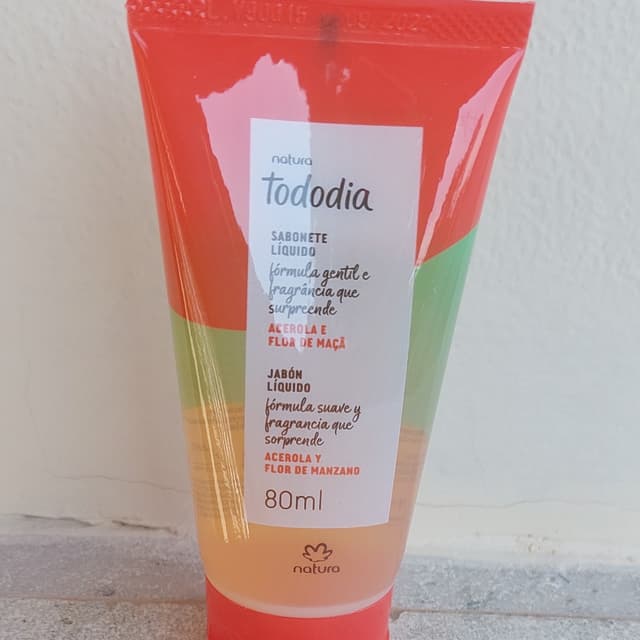 natura
tododia
SABONETE
LÍQUIDO
fórmula gentil e
fragrância que
surpreende
ACEROLA E
FLOR DE MAÇÃ
JABÓN
LÍQUIDO
fórmula suave y
fragrancia que
sorprende
ACEROLA Y
FLOR DE MANZANO
80ml
natura